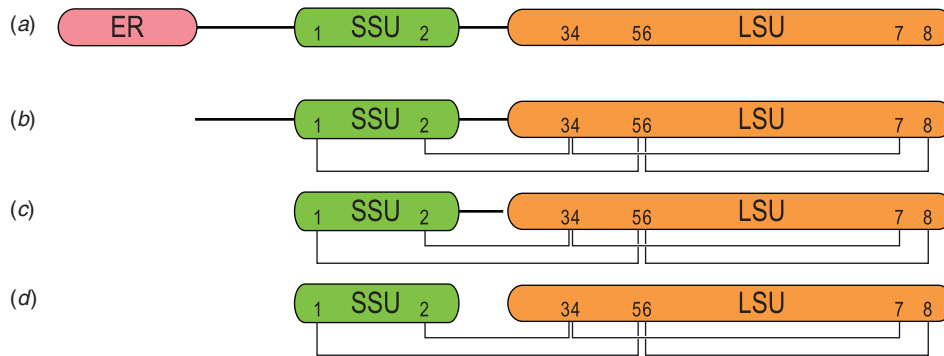 (a) ER 1 SSU 2 34 56 LSU 7 8
(b) 1 SSU 2 34 56 LSU 7 8
(c) 1 SSU 2 34 56 LSU 7 8
(d) 1 SSU 2 34 56 LSU 7 8